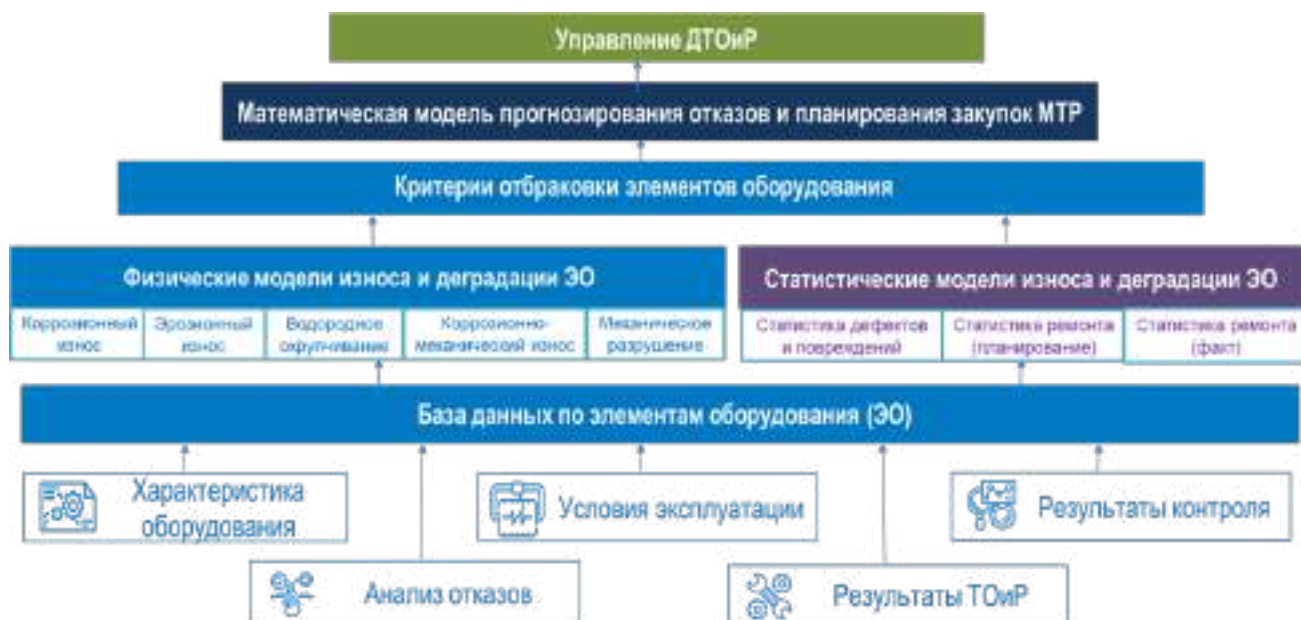 Управление ДТОиР
Математическая модель прогнозирования отказов и планирования закупок МТР
Критерии отбраковки элементов оборудования
Физические модели износа и деградации ЭО
Статистические модели износа и деградации ЭО
Коррозионный
износ
Эрозионный
износ
Водородное
охрупчивание
Коррозионно-
механический износ
Механическое
разрушение
Статистика дефектов
и повреждений
Статистика ремонта
(планирование)
Статистика ремонта
(факт)
База данных по элементам оборудования (ЭО)
Характеристика
оборудования
Условия эксплуатации
Результаты контроля
Анализ отказов
Результаты ТОиР